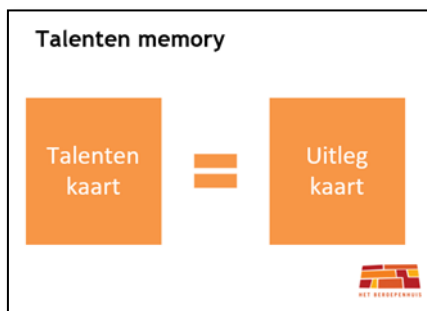 Talenten memory
Talenten
kaart
Uitleg
kaart
HET BEROEPENHUIS